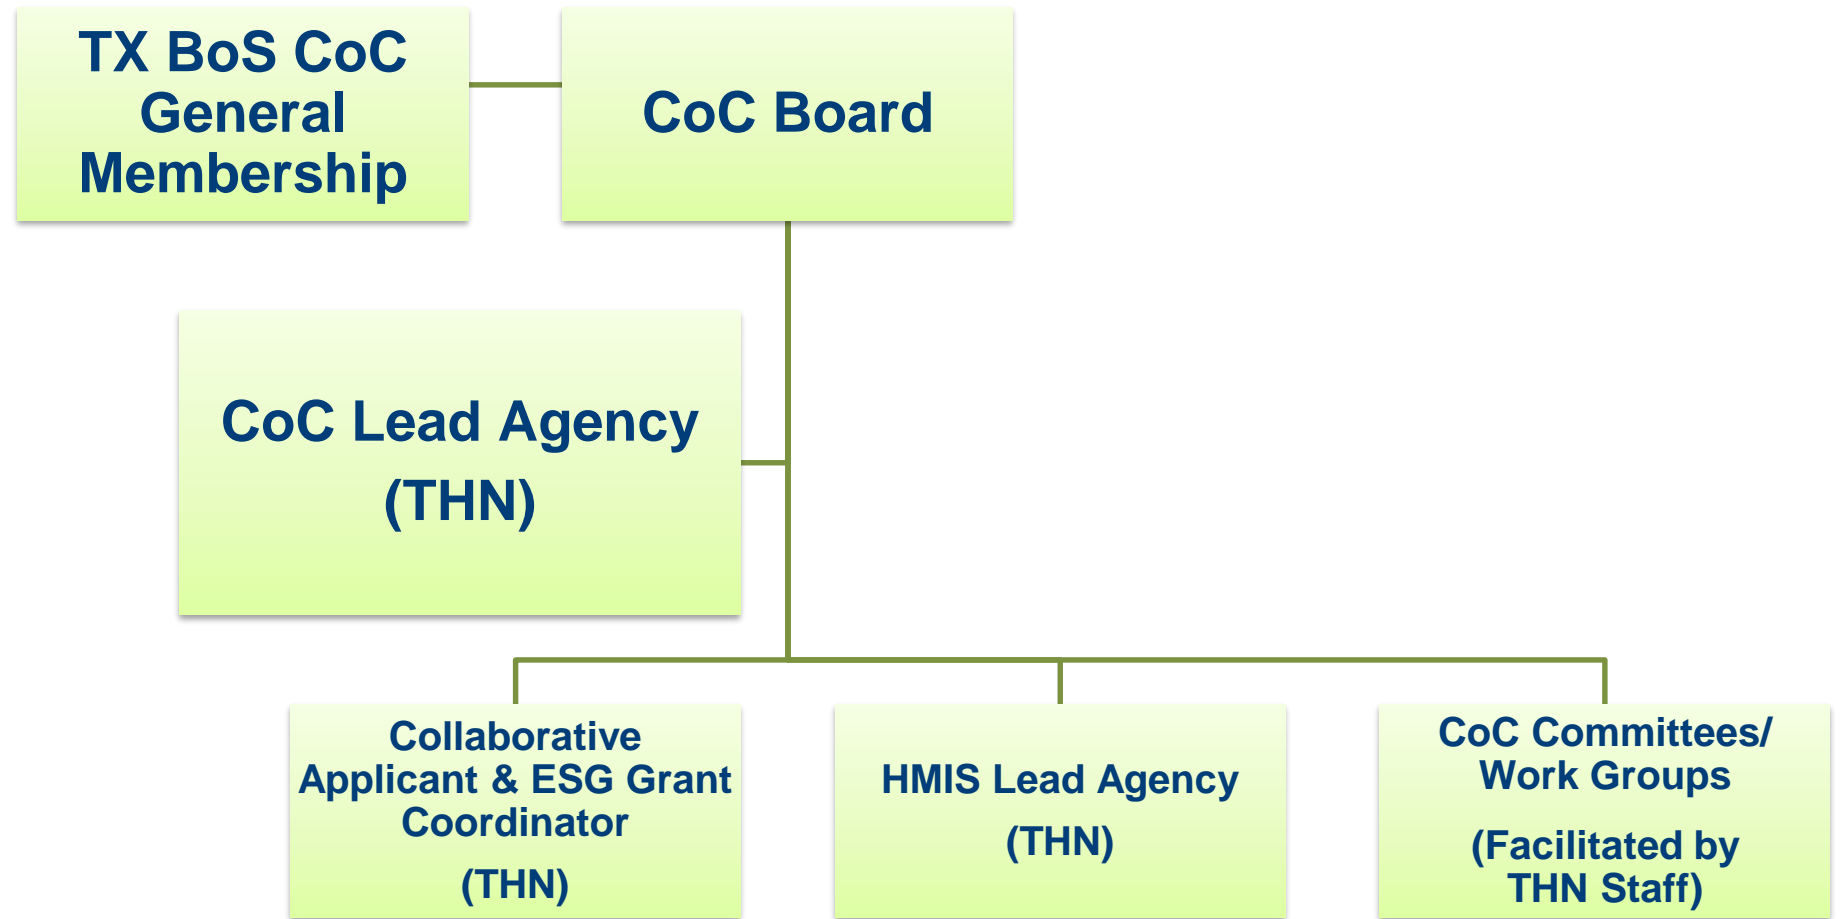 TX BoS CoC
General
Membership
CoC Board
CoC Lead Agency
(THN)
Collaborative
Applicant & ESG Grant
Coordinator
(THN)
HMIS Lead Agency
(THN)
CoC Committees/
Work Groups
(Facilitated by
THN Staff)